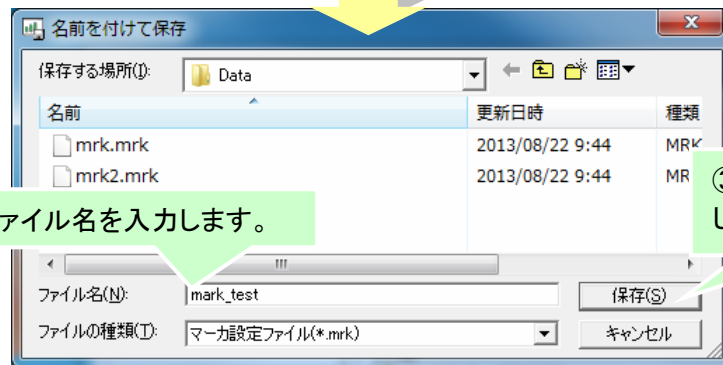 名前を付けて保存
保存する場所(I):
Data
名前
更新日時
種類
mrk.mrk
2013/08/22 9:44
MRK
mrk2.mrk
2013/08/22 9:44
MR
ァイル名を入力します。
③
し
ファイル名(N):
mark_test
保存(S)
ファイルの種類(T):
マーカ設定ファイル(*.mrk)
キャンセル